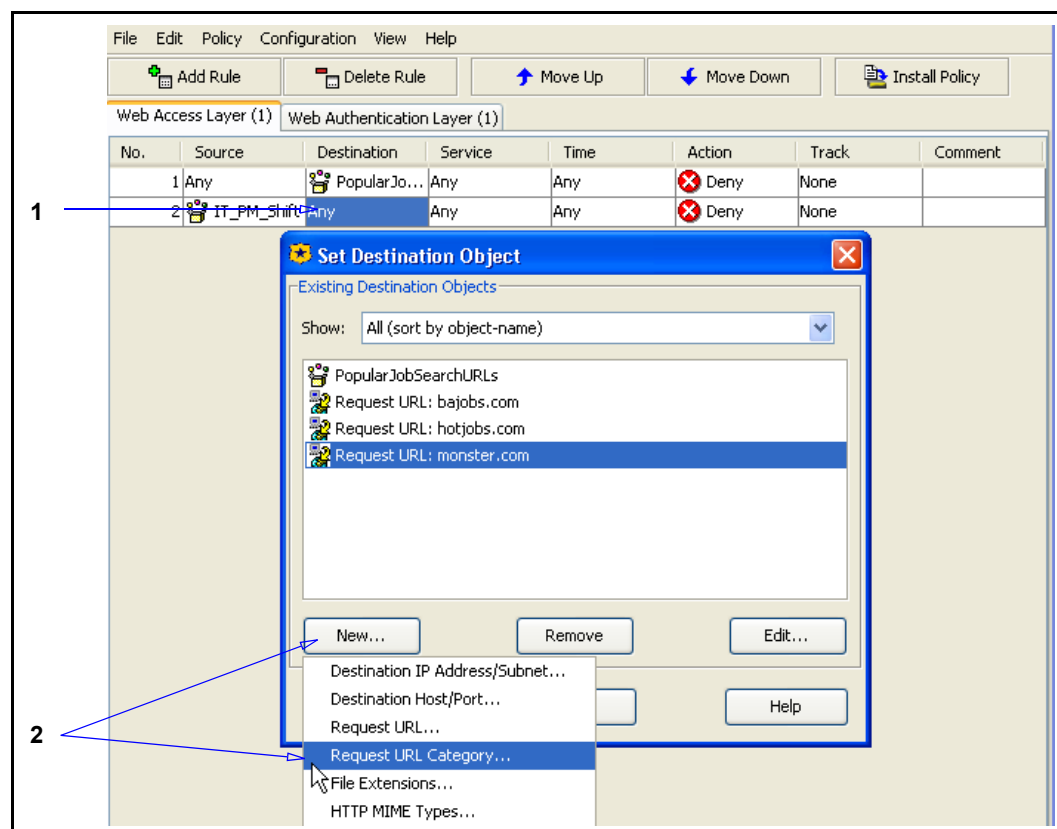 File Edit Policy Configuration View Help
Add Rule Delete Rule Move Up Move Down Install Policy
Web Access Layer (1) Web Authentication Layer (1)
No. Source Destination Service Time Action Track Comment
1 Any PopularJo... Any Any Deny None
1
2 IT_PM_Shift Any Any Any Deny None
Set Destination Object
Existing Destination Objects
Show: All (sort by object-name)
PopularJobSearchURLs
Request URL: bajobs.com
Request URL: hotjobs.com
Request URL: monster.com
New... Remove Edit...
Destination IP Address/Subnet...
Destination Host/Port...
Help
Request URL...
2
Request URL Category...
File Extensions...
HTTP MIME Types...